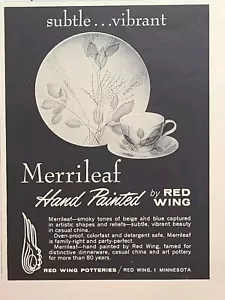 subtle...vibrant
Merrileaf
Hand Painted by RED
WING
Merrileaf—smoky tones of beige and blue captured
in artistic shapes and reliefs—subtle, vibrant beauty
in casual china.
Oven-proof, colorfast and detergent safe, Merrileaf
is family-right and party-perfect.
Merrileaf—hand painted by Red Wing, famed for
distinctive dinnerware, casual china and art pottery
for more than 80 years.
RED WING POTTERIES / RED WING, 1 MINNESOTA